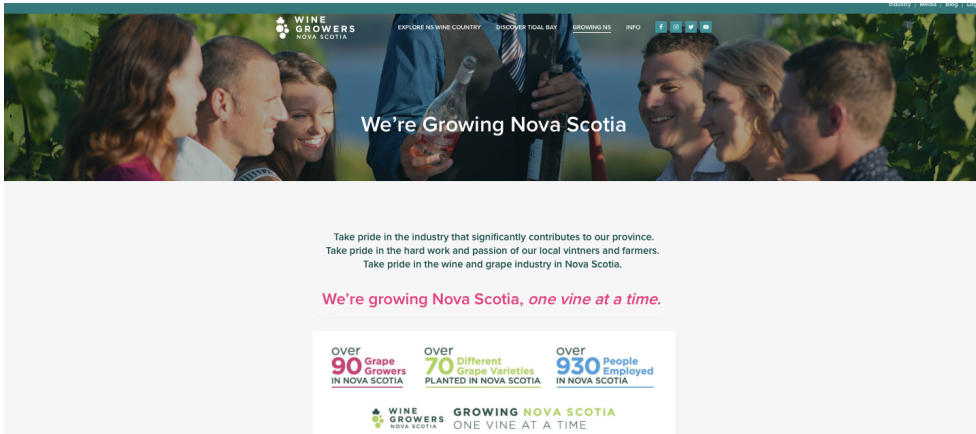 Industry | Media | Blog |
WINE
GROWERS
NOVA SCOTIA
EXPLORE NS WINE COUNTRY DISCOVER TIDAL BAY GROWING NS INFO
We're Growing Nova Scotia
Take pride in the industry that significantly contributes to our province.
Take pride in the hard work and passion of our local vintners and farmers.
Take pride in the wine and grape industry in Nova Scotia.
We're growing Nova Scotia, one vine at a time.
over
90 Grape Growers
IN NOVA SCOTIA
over
70 Different Grape Varieties
PLANTED IN NOVA SCOTIA
over
930 People Employed
IN NOVA SCOTIA
WINE
GROWERS
NOVA SCOTIA
GROWING NOVA SCOTIA
ONE VINE AT A TIME